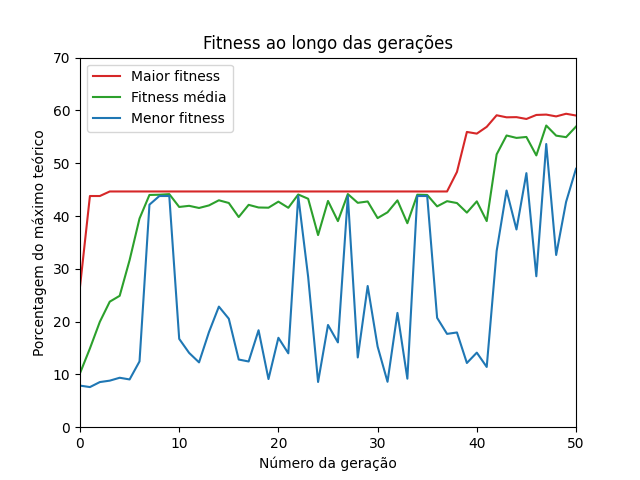 Fitness ao longo das gerações
Maior fitness
Fitness média
Menor fitness
Porcentagem do máximo teórico
70
60
50
40
30
20
10
0
0 10 20 30 40 50
Número da geração